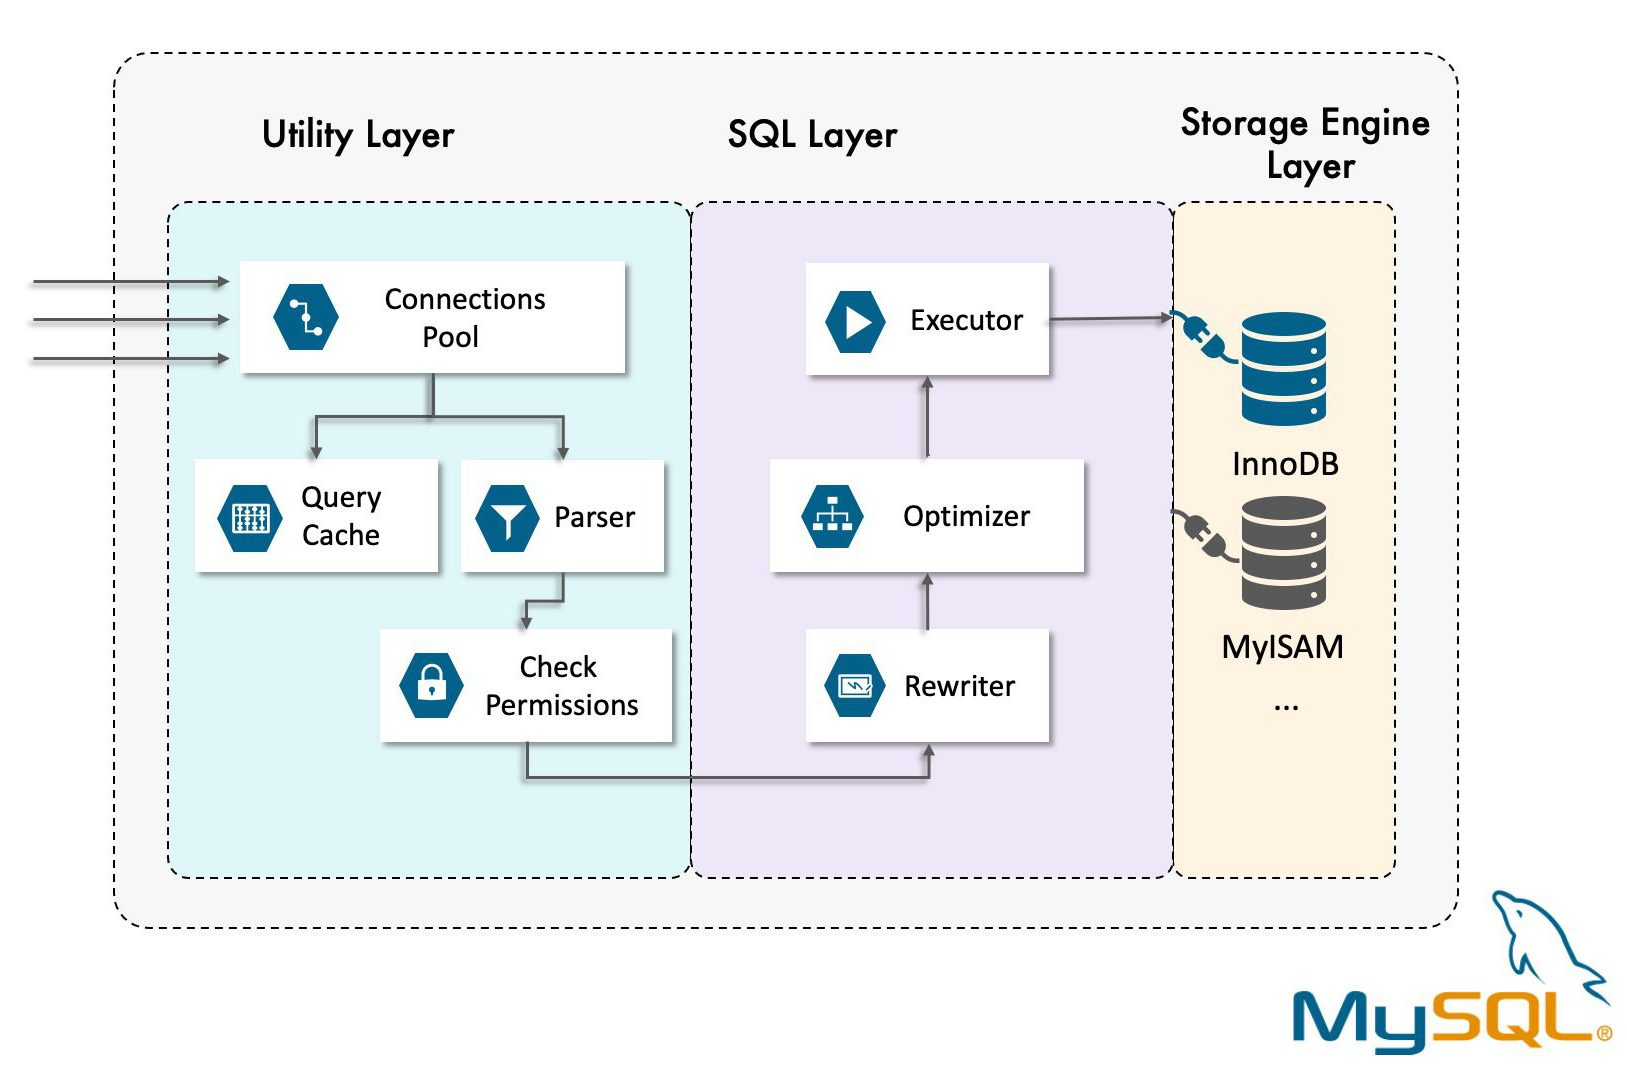 Utility Layer
SQL Layer
Storage Engine
Layer
Connections
Pool
Query
Cache
Parser
Check
Permissions
Executor
Optimizer
Rewriter
InnoDB
MyISAM
...
MySQL®